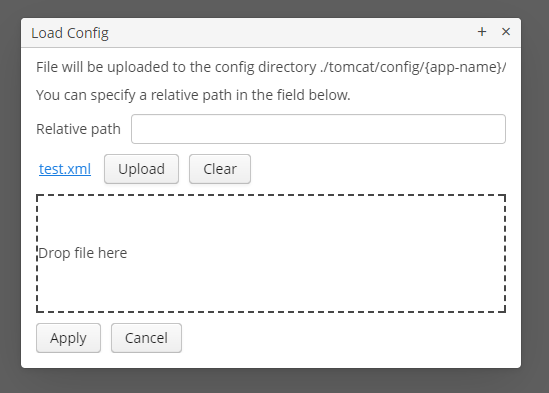 Load Config + ×
File will be uploaded to the config directory ./tomcat/config/{app-name}/
You can specify a relative path in the field below.
Relative path
test.xml Upload Clear
Drop file here
Apply Cancel